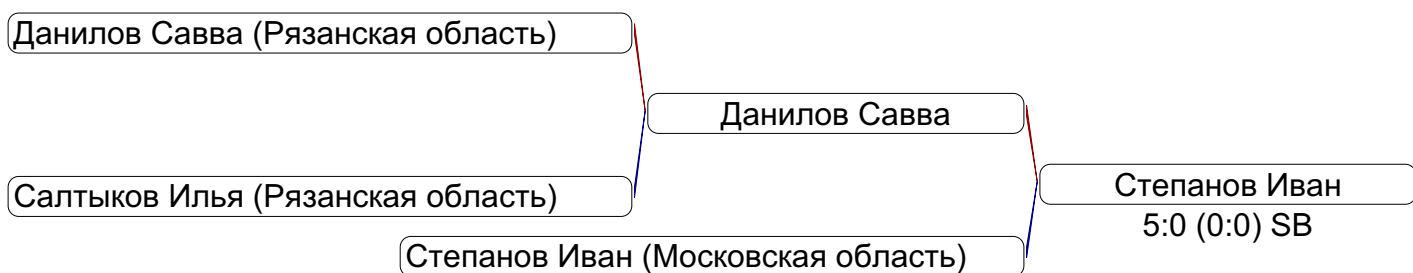 Данилов Савва (Рязанская область)
Данилов Савва
Салтыков Илья (Рязанская область)
Степанов Иван
5:0 (0:0) SB
Степанов Иван (Московская область)